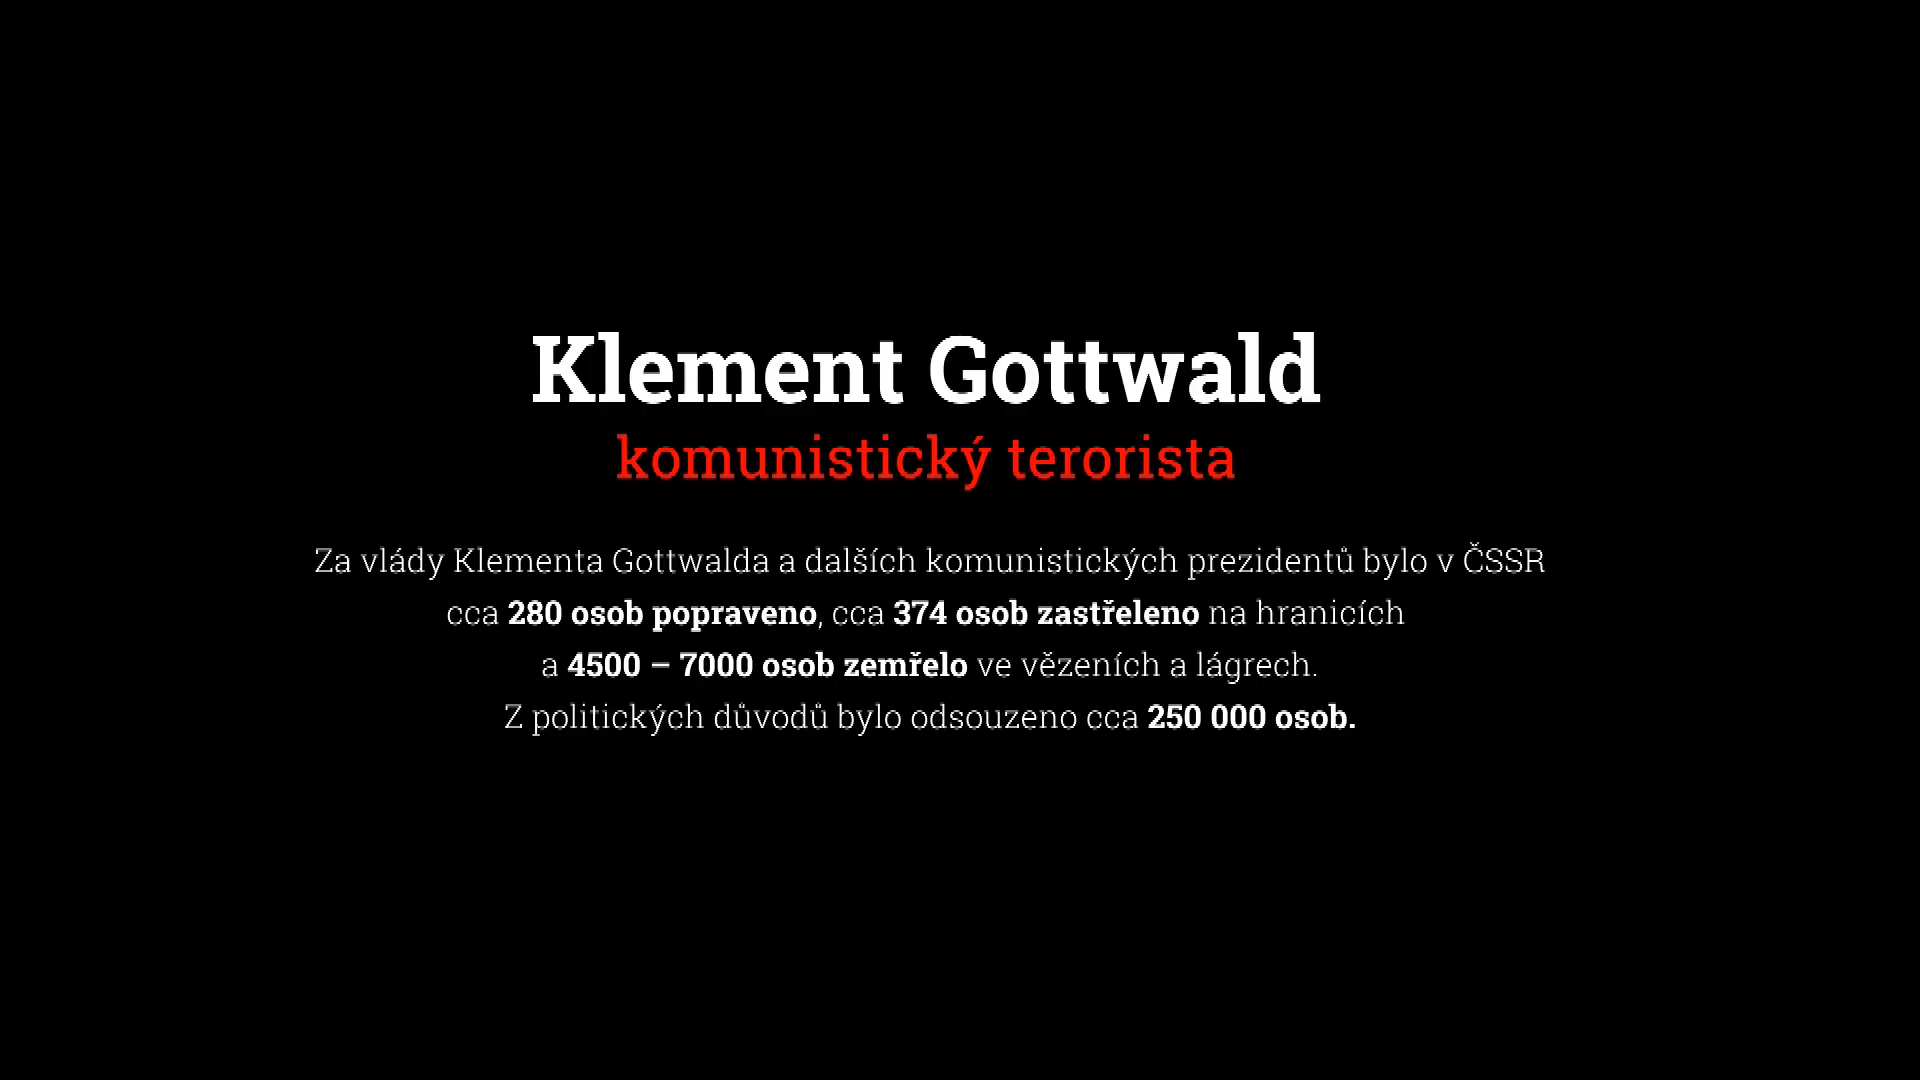 Klement Gottwald
komunistický terorista
Za vlády Klementa Gottwalda a dalších komunistických prezidentů bylo v ČSSR
cca 280 osob popraveno, cca 374 osob zastřeleno na hranicích
a 4500 – 7000 osob zemřelo ve vězeních a lágrech.
Z politických důvodů bylo odsouzeno cca 250 000 osob.